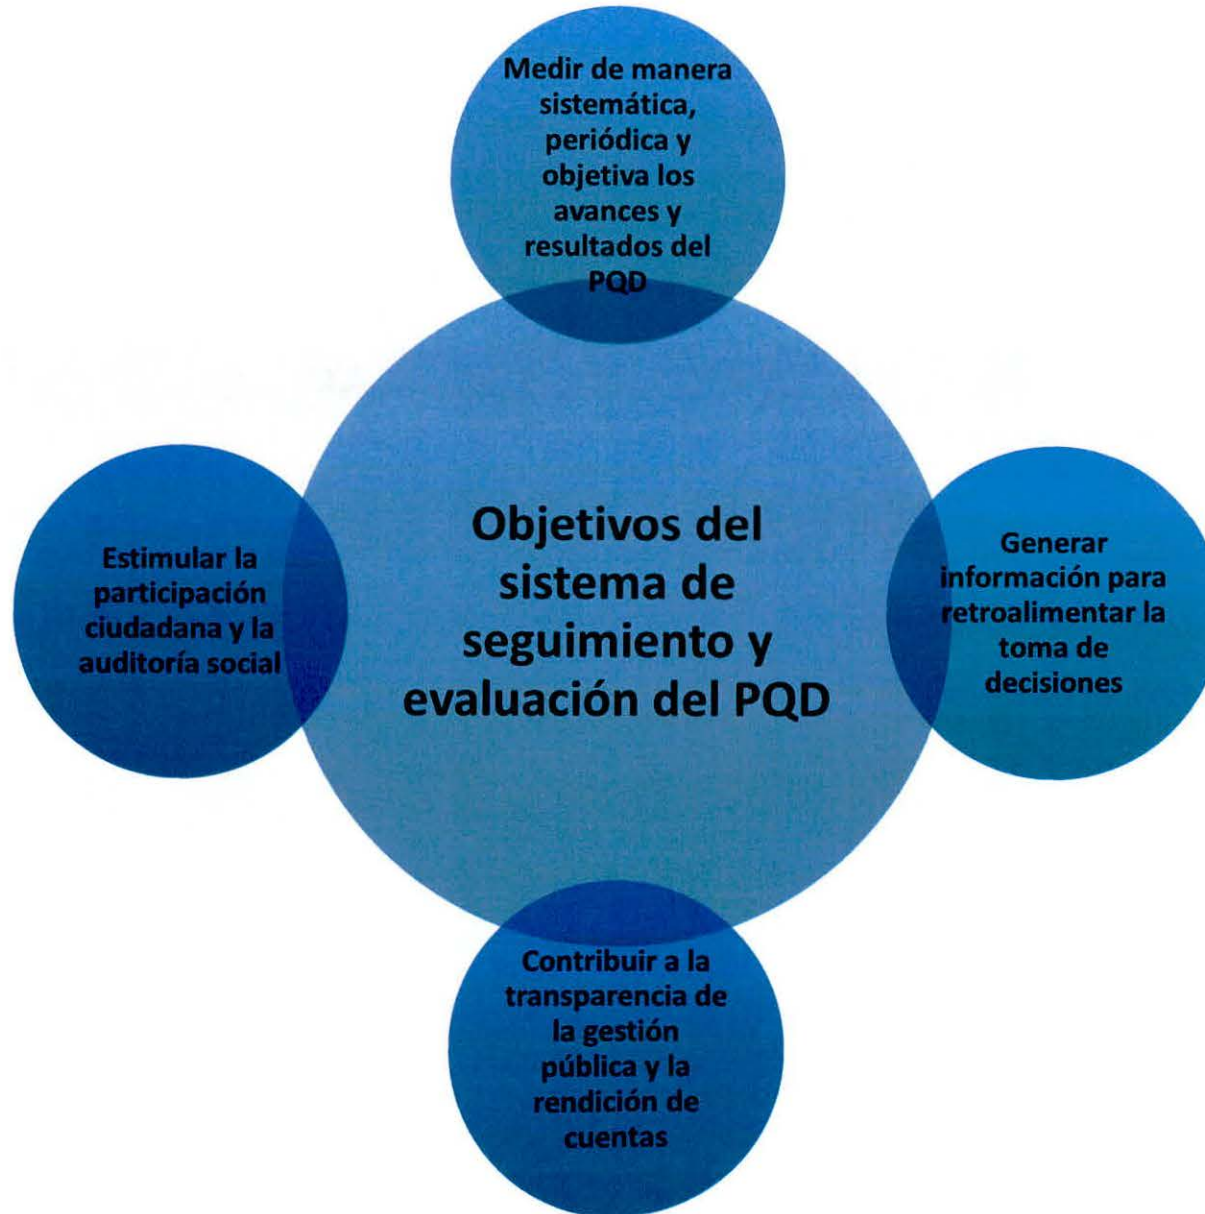 Medir de manera
sistemática,
periódica y
objetiva los
avances y
resultados del
PQD
Estimular la
participación
ciudadana y la
auditoría social
Objetivos del
sistema de
seguimiento y
evaluación del PQD
Generar
información para
retroalimentar la
toma de
decisiones
Contribuir a la
transparencia de
la gestión
pública y la
rendición de
cuentas